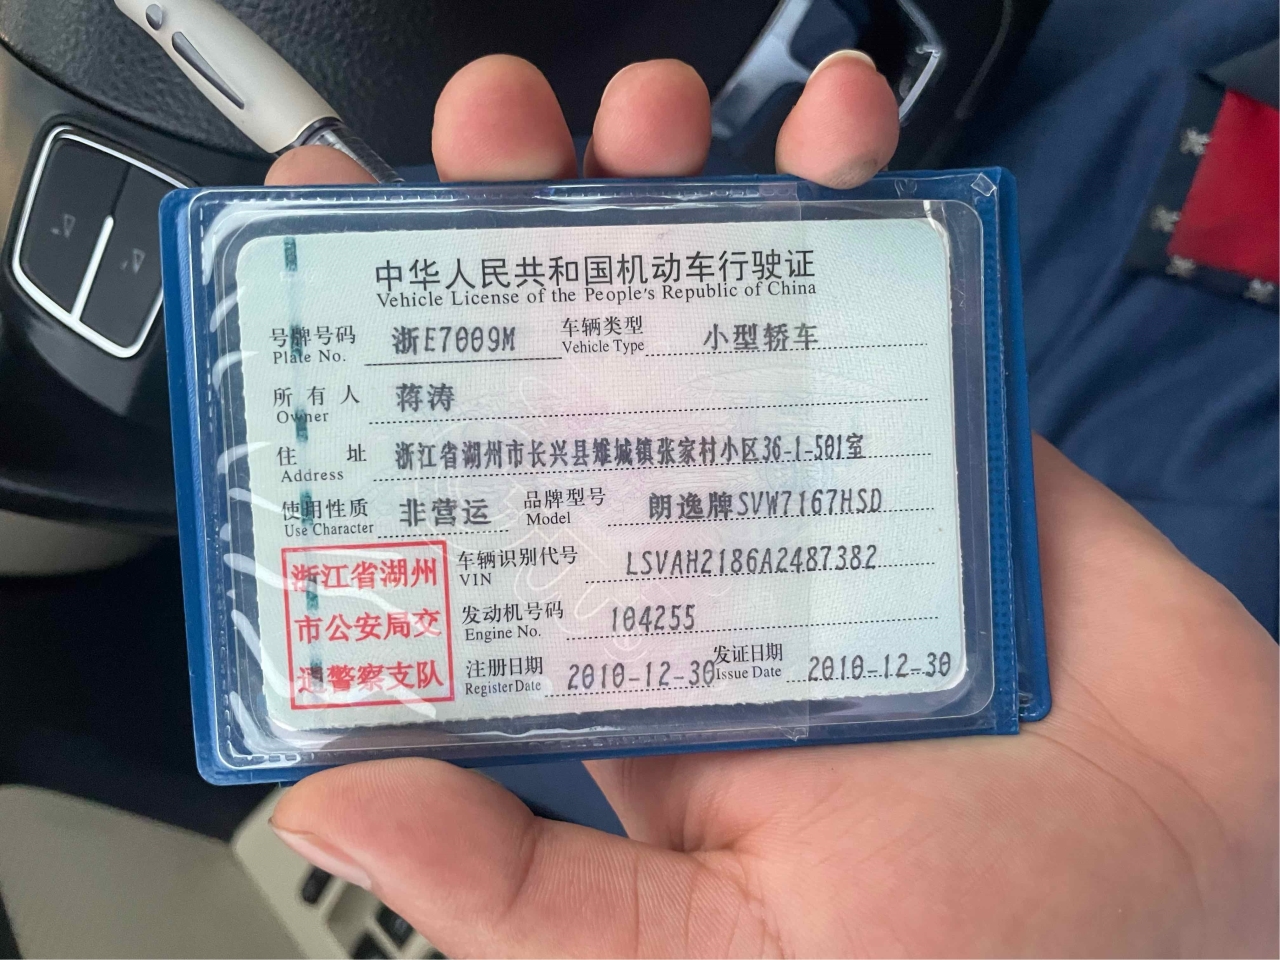 中华人民共和国机动车行驶证
Vehicle License of the People's Republic of China
号牌号码 浙E7009M 车辆类型 小型轿车
Plate No. Vehicle Type
所有人 蒋涛
Owner
住址 浙江省湖州市长兴县雉城镇张家村小区36-1-501室
Address
使用性质 非营运 品牌型号 朗逸牌SVW7167HSD
Use Character Model
车辆识别代号 LSVAH2186A2487382
VIN
发动机号码 104255
Engine No.
注册日期 2010-12-30 发证日期 2010-12-30
Register Date Issue Date
浙江省湖州
市公安局交
通警察支队